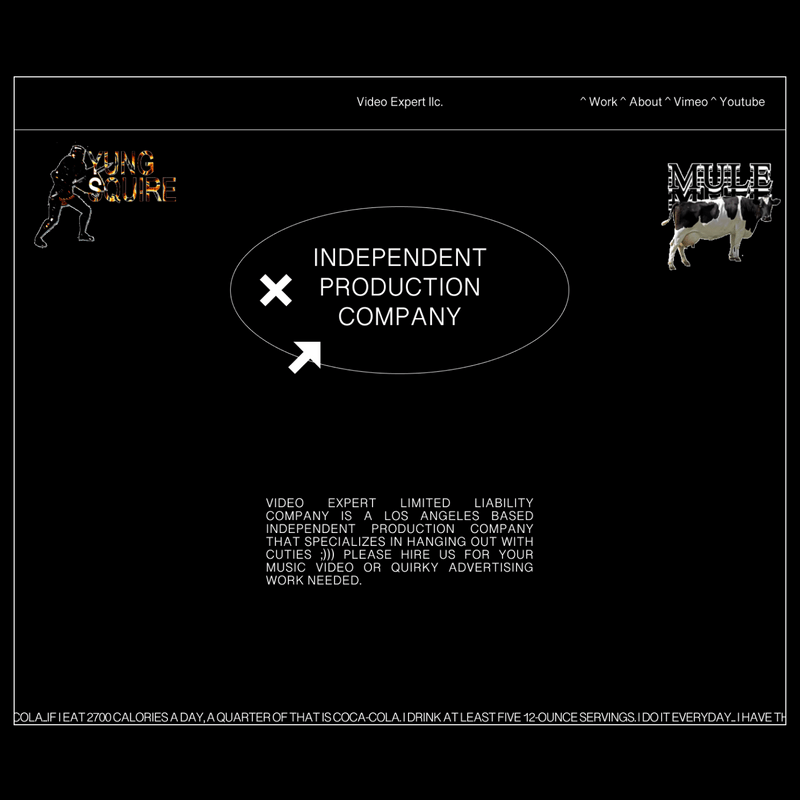 Video Expert llc.
^ Work ^ About ^ Vimeo ^ Youtube
YUNG
SQUIRE
MULE
INDEPENDENT
PRODUCTION
COMPANY
VIDEO EXPERT LIMITED LIABILITY
COMPANY IS A LOS ANGELES BASED
INDEPENDENT PRODUCTION COMPANY
THAT SPECIALIZES IN HANGING OUT WITH
CUTIES ;))) PLEASE HIRE US FOR YOUR
MUSIC VIDEO OR QUIRKY ADVERTISING
WORK NEEDED.
COLA_IF I EAT 2700 CALORIES A DAY, A QUARTER OF THAT IS COCA-COLA. I DRINK AT LEAST FIVE 12-OUNCE SERVINGS. I DO IT EVERYDAY_ I HAVE TH